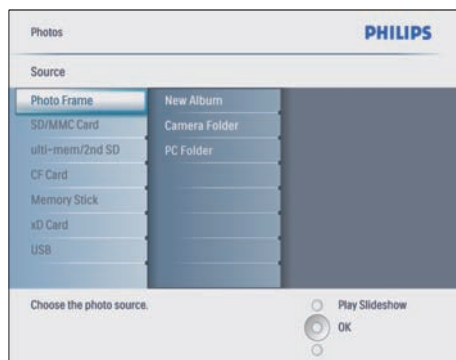 Photos PHILIPS
Source
Photo Frame New Album
SD/MMC Card Camera Folder
ulti-mem/2nd SD PC Folder
CF Card
Memory Stick
xD Card
USB
Choose the photo source. Play Slideshow
OK